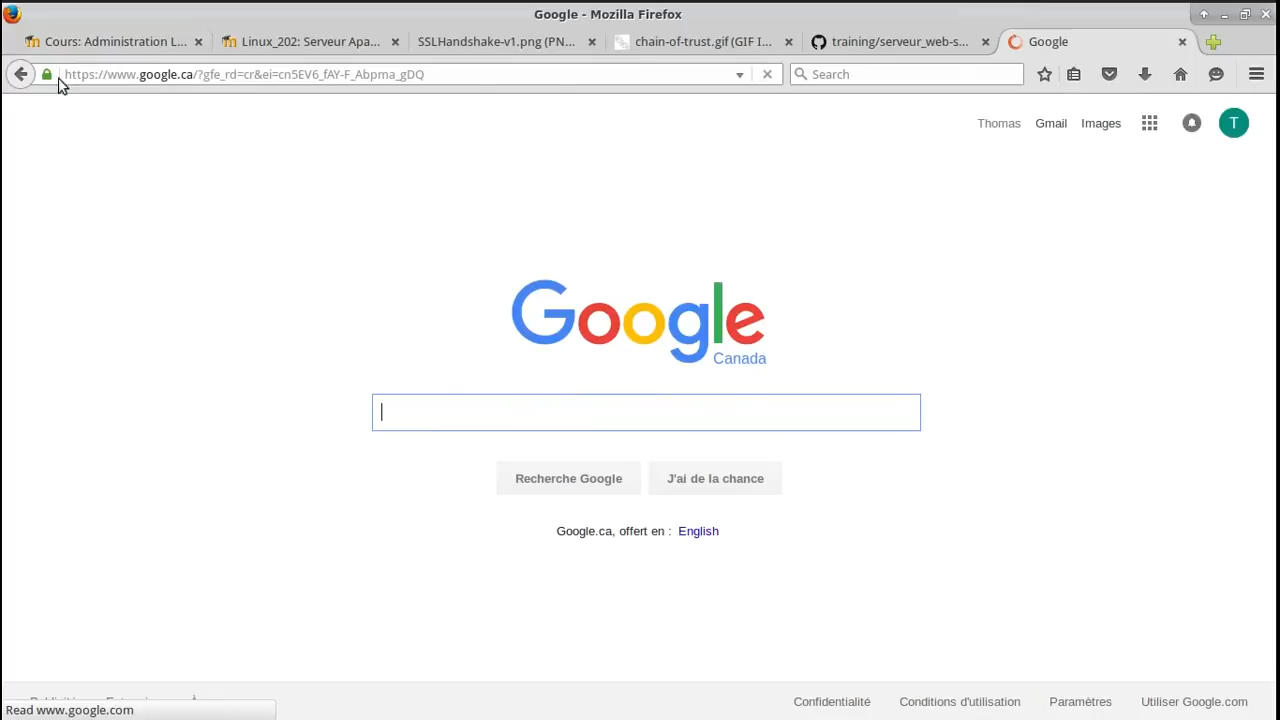 Google - Mozilla Firefox
Cours: Administration L...
Linux_202: Serveur Apa...
SSLHandshake-v1.png (PN...
chain-of-trust.gif (GIF I...
training/serveur_web-s...
Google
https://www.google.ca/?gfe_rd=cr&ei=cn5EV6_fAY-F_Abpma_gDQ
Search
Thomas Gmail Images T
Google
Canada
Recherche Google J'ai de la chance
Google.ca, offert en : English
Confidentialité Conditions d'utilisation Paramètres Utiliser Google.com
Read www.google.com